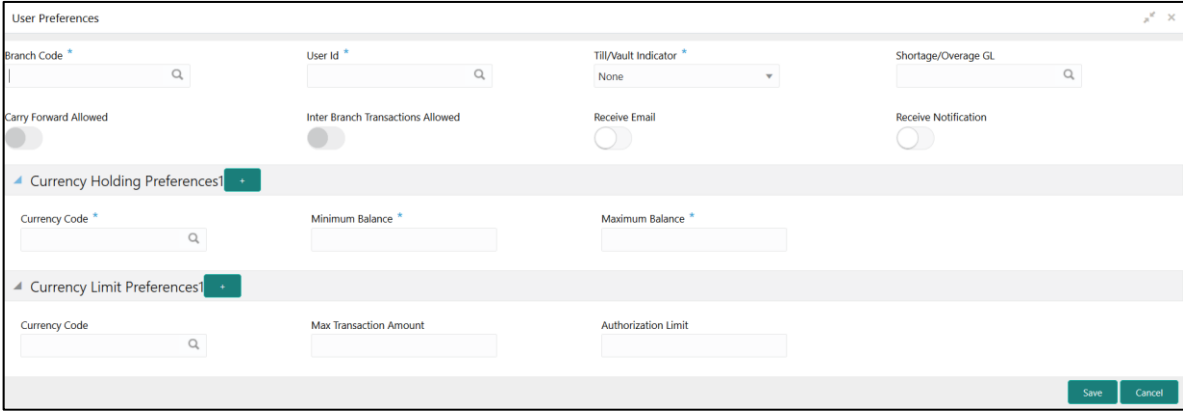 User Preferences
Branch Code * User Id * Till/Vault Indicator * Shortage/Overage GL
None
Carry Forward Allowed Inter Branch Transactions Allowed Receive Email Receive Notification
Currency Holding Preferences1 +
Currency Code * Minimum Balance * Maximum Balance *
Currency Limit Preferences1 +
Currency Code Max Transaction Amount Authorization Limit
Save Cancel